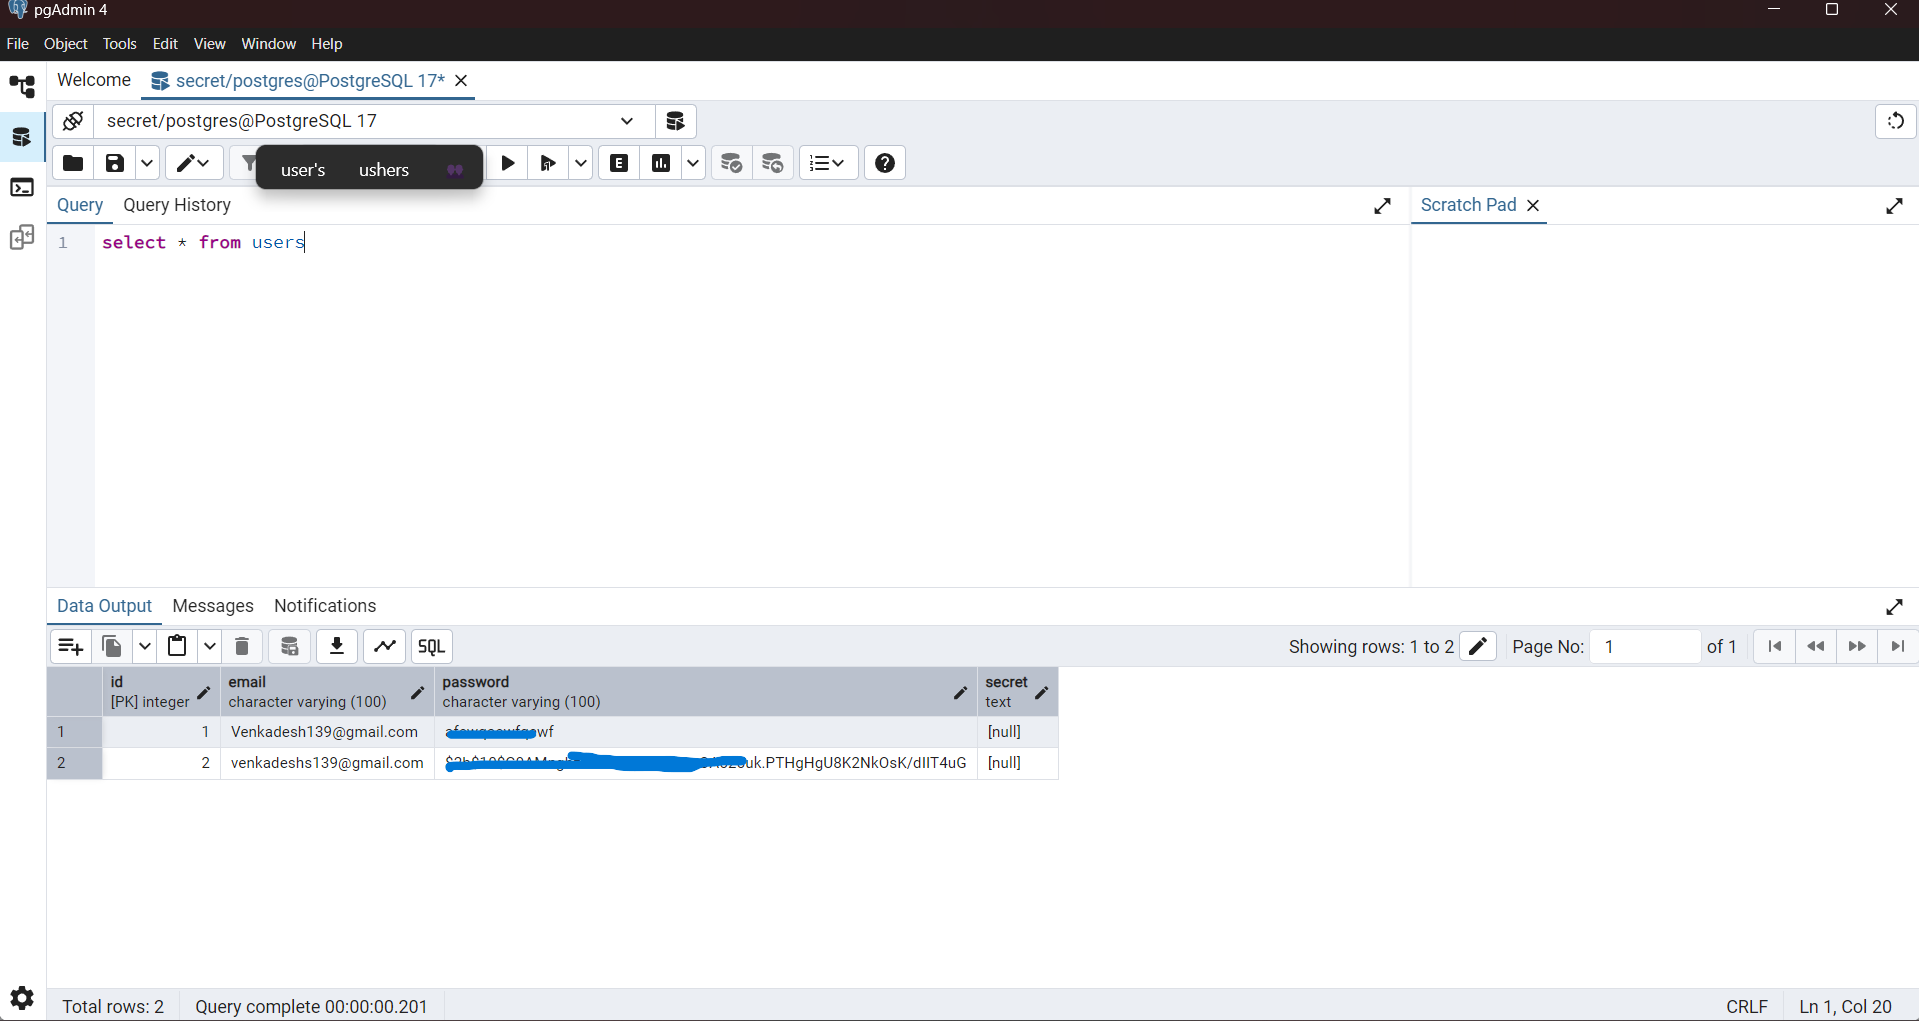 pgAdmin 4
File Object Tools Edit View Window Help
Welcome secret/postgres@PostgreSQL 17*
secret/postgres@PostgreSQL 17
user's ushers
E
Query Query History
Scratch Pad
1 select * from users
Data Output Messages Notifications
SQL
Showing rows: 1 to 2 Page No: 1 of 1
id email password secret
[PK] integer character varying (100) character varying (100) text
1 1 Venkadesh139@gmail.com wf [null]
2 2 venkadeshs139@gmail.com uk.PTHgHgU8K2NkOsK/dIIT4uG [null]
Total rows: 2 Query complete 00:00:00.201 CRLF Ln 1, Col 20